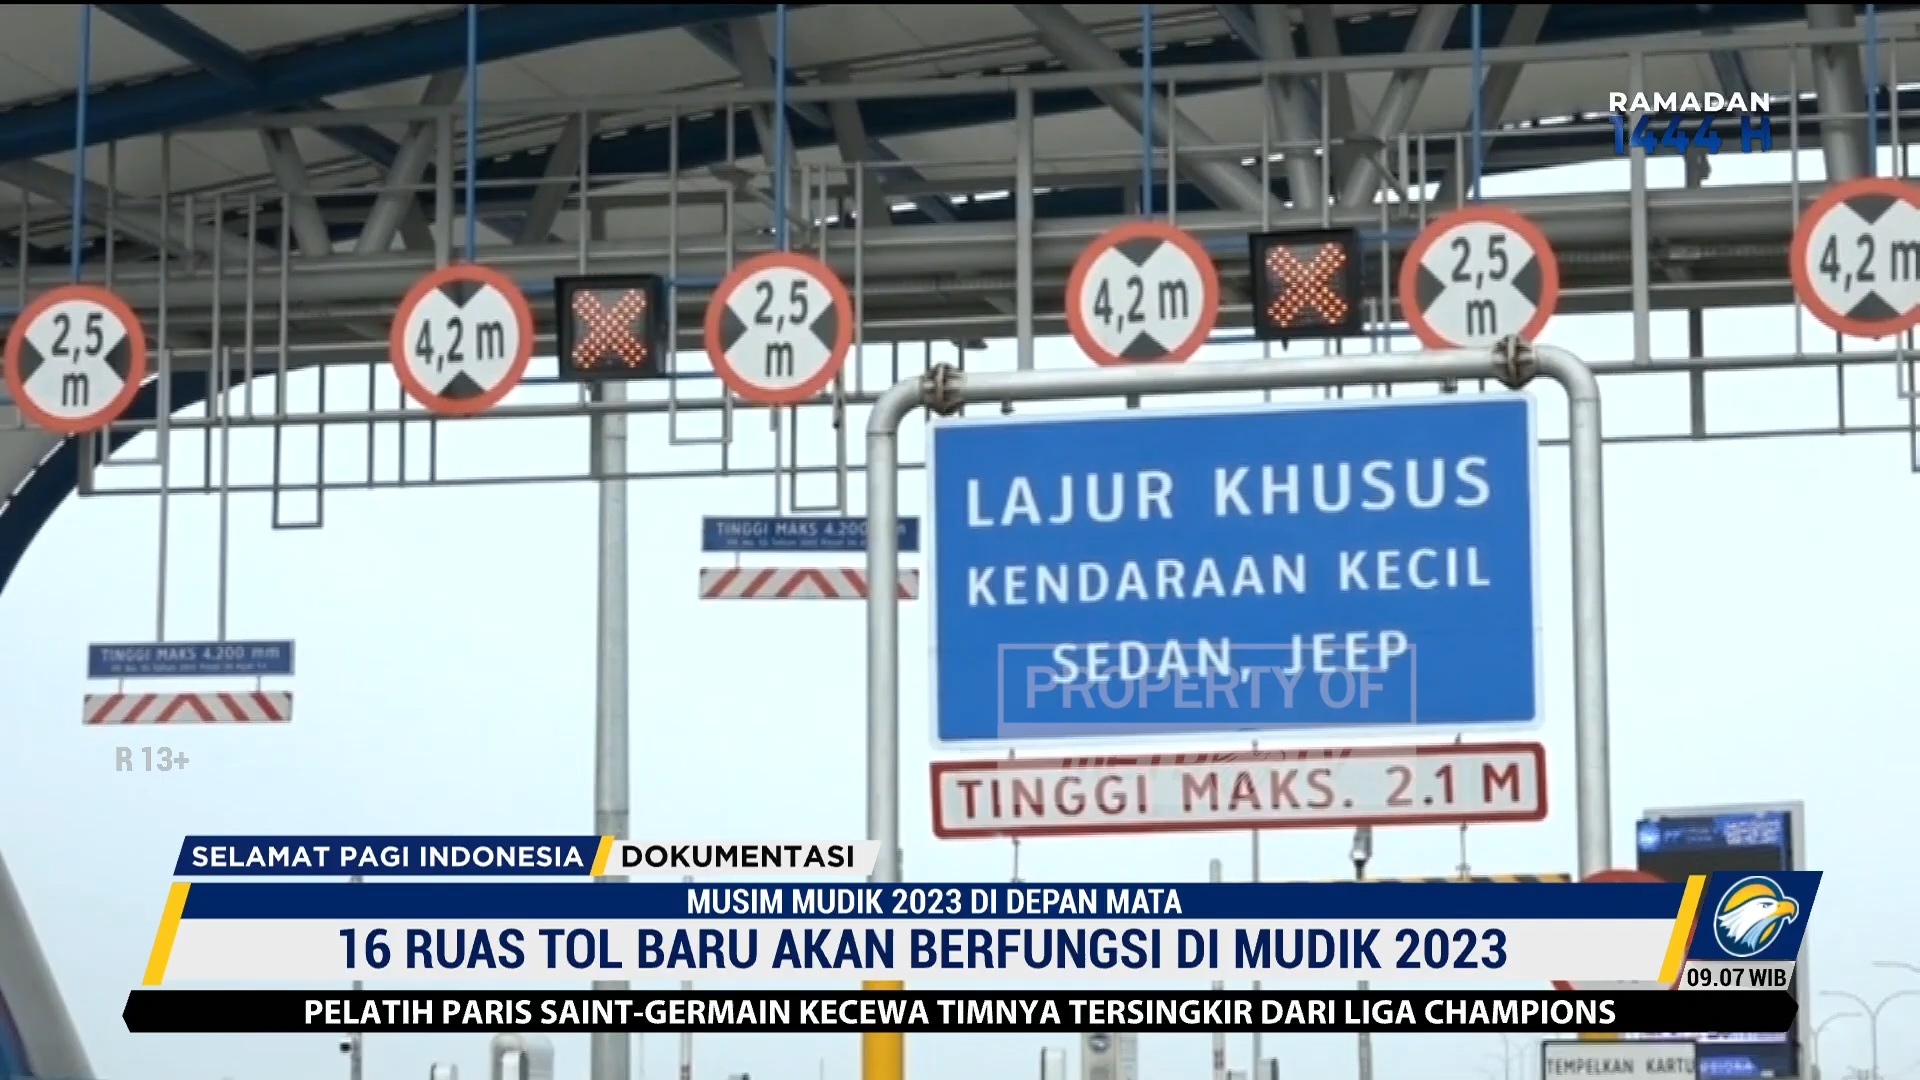 RAMADAN
1444 H
2,5
m
4,2 m
2,5
m
4,2 m
2,5
m
4,2 m
LAJUR KHUSUS
KENDARAAN KECIL
SEDAN, JEEP
PROPERTY OF
TINGGI MAKS. 2.1 M
TINGGI MAKS 4.200
TINGGI MAKS 4.200 mm
R 13+
SELAMAT PAGI INDONESIA
DOKUMENTASI
MUSIM MUDIK 2023 DI DEPAN MATA
16 RUAS TOL BARU AKAN BERFUNGSI DI MUDIK 2023
09.07 WIB
PELATIH PARIS SAINT-GERMAIN KECEWA TIMNYA TERSINGKIR DARI LIGA CHAMPIONS
TEMPELKAN KARTU